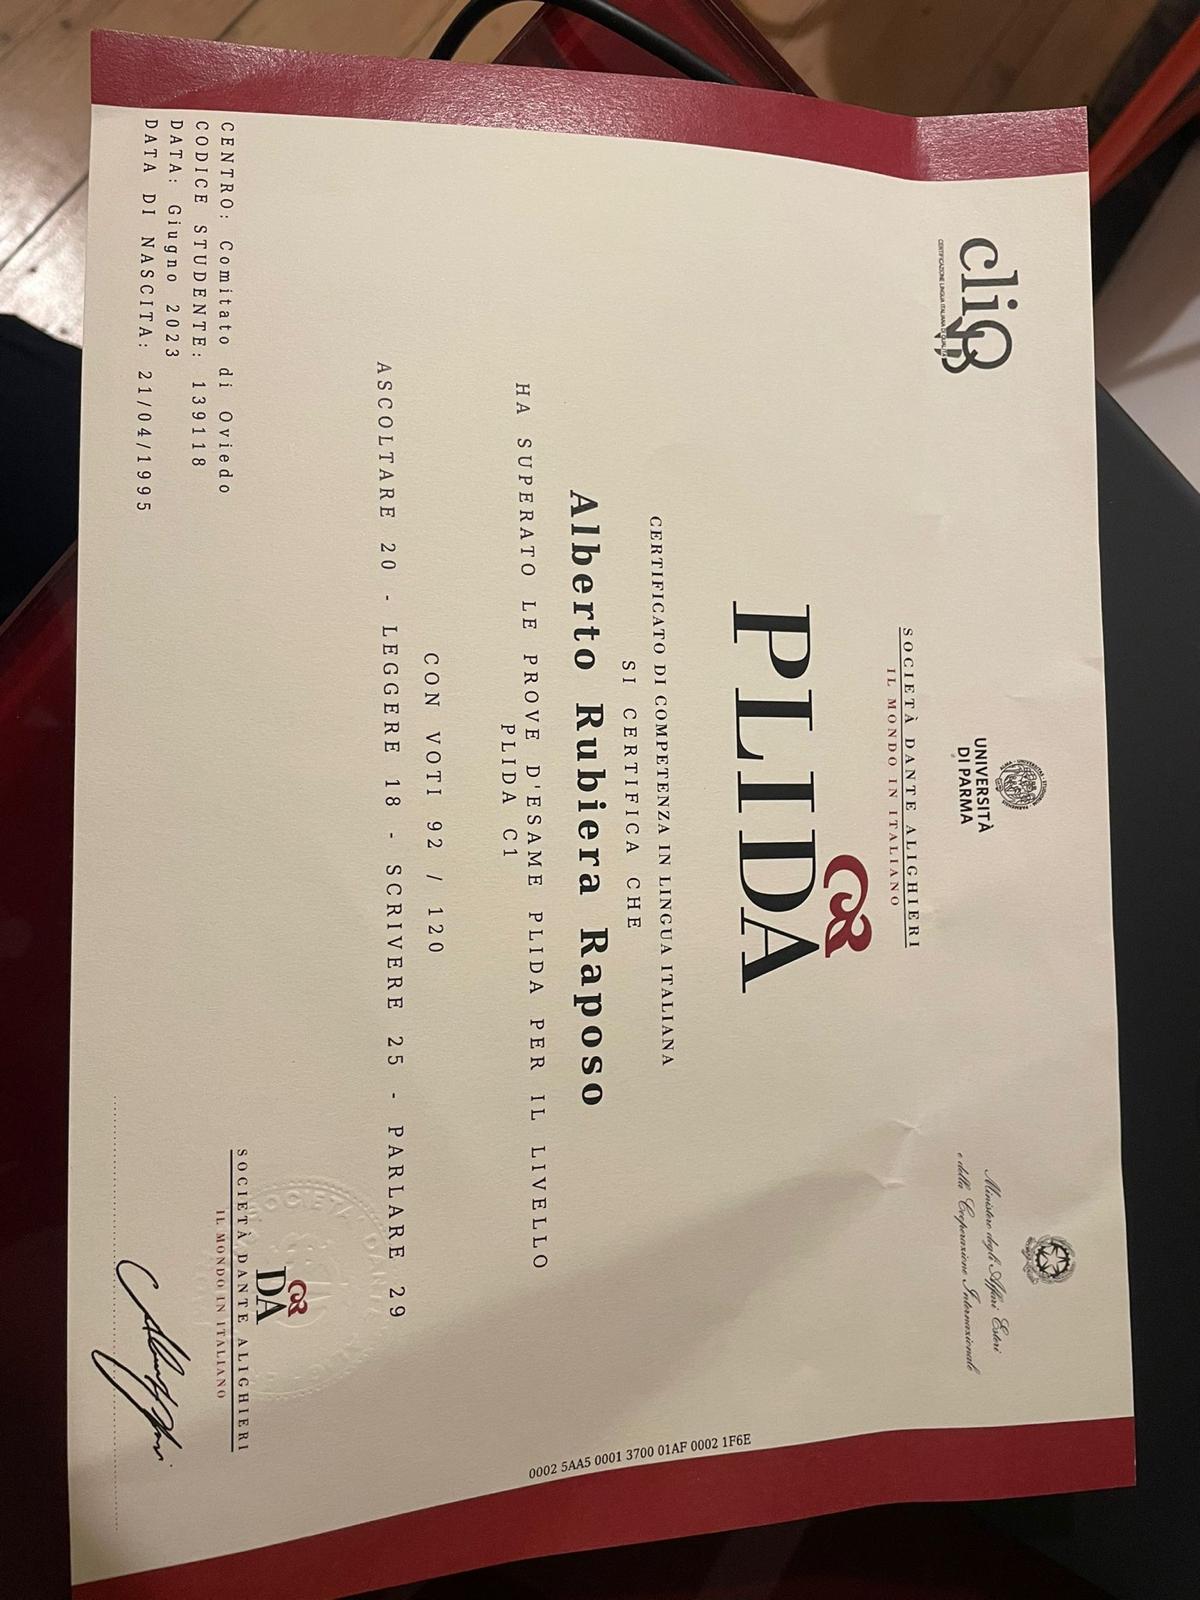 cliQ
CERTIFICAZIONE LINGUA ITALIANA DI QUALITÀ
ALMA · UNIVERSITAS · STUDIORUM PARMENSIS
UNIVERSITÀ
DI PARMA
Ministero degli Affari Esteri
e della Cooperazione Internazionale
SOCIETÀ DANTE ALIGHIERI
IL MONDO IN ITALIANO
PLIDA
CERTIFICATO DI COMPETENZA IN LINGUA ITALIANA
SI CERTIFICA CHE
Alberto Rubiera Raposo
HA SUPERATO LE PROVE D'ESAME PLIDA PER IL LIVELLO
PLIDA C1
CON VOTI 92 / 120
ASCOLTARE 20 - LEGGERE 18 - SCRIVERE 25 - PARLARE 29
CENTRO: Comitato di Oviedo
CODICE STUDENTE: 139118
DATA: Giugno 2023
DATA DI NASCITA: 21/04/1995
DA
SOCIETÀ DANTE ALIGHIERI
IL MONDO IN ITALIANO
0002 5AA5 0001 3700 01AF 0002 1F6E